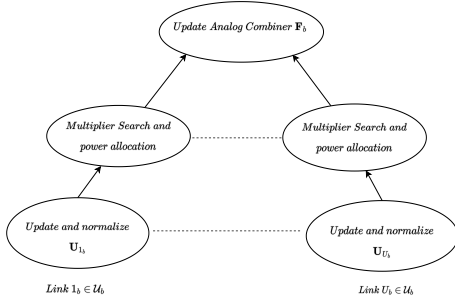 Update Analog Combiner F_b
Multiplier Search and
power allocation
Multiplier Search and
power allocation
Update and normalize
U_{1_b}
Update and normalize
U_{U_b}
Link 1_b ∈ 𝒰_b
Link U_b ∈ 𝒰_b